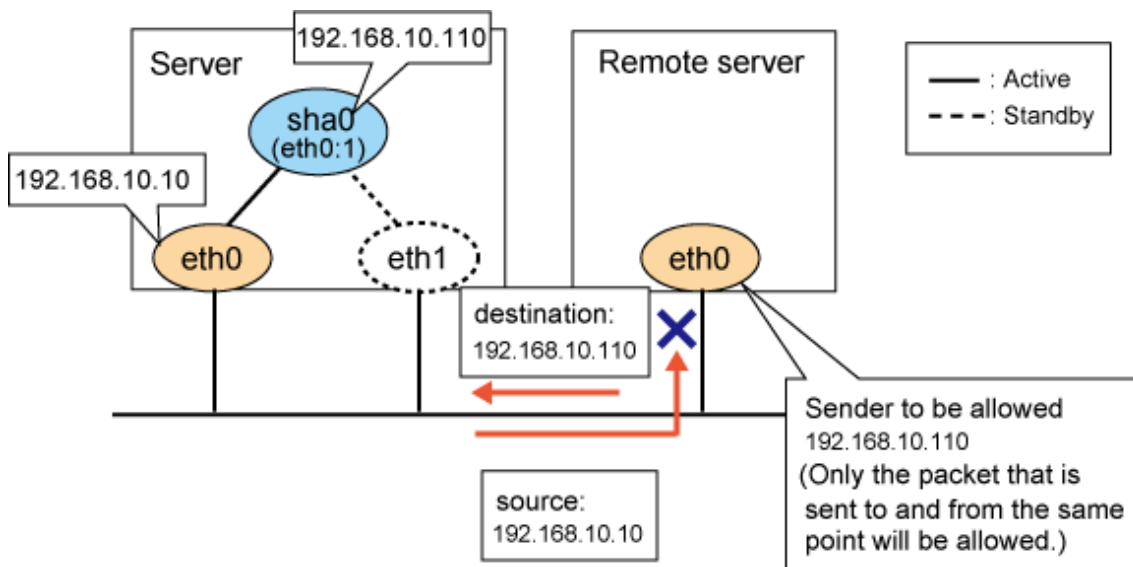 192.168.10.110
Server
Remote server
: Active
: Standby
sha0
(eth0:1)
192.168.10.10
eth0
eth1
eth0
destination:
192.168.10.110
Sender to be allowed
192.168.10.110
(Only the packet that is
sent to and from the same
point will be allowed.)
source:
192.168.10.10